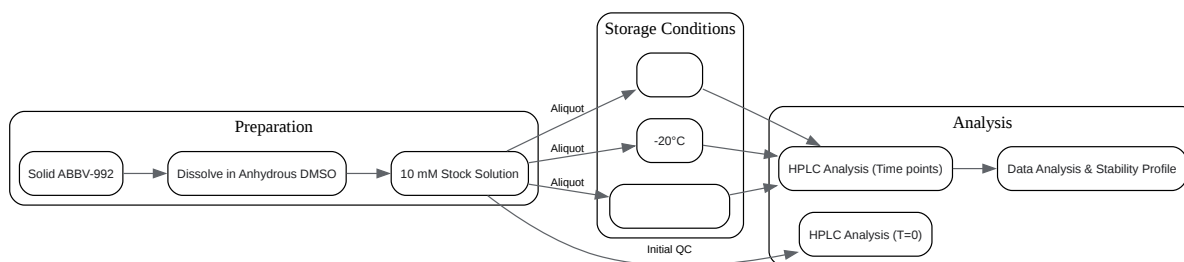 Storage Conditions
Preparation
Analysis
Solid ABBV-992
Dissolve in Anhydrous DMSO
10 mM Stock Solution
Aliquot
Aliquot
Aliquot
-20°C
HPLC Analysis (Time points)
Data Analysis & Stability Profile
HPLC Analysis (T=0)
Initial QC